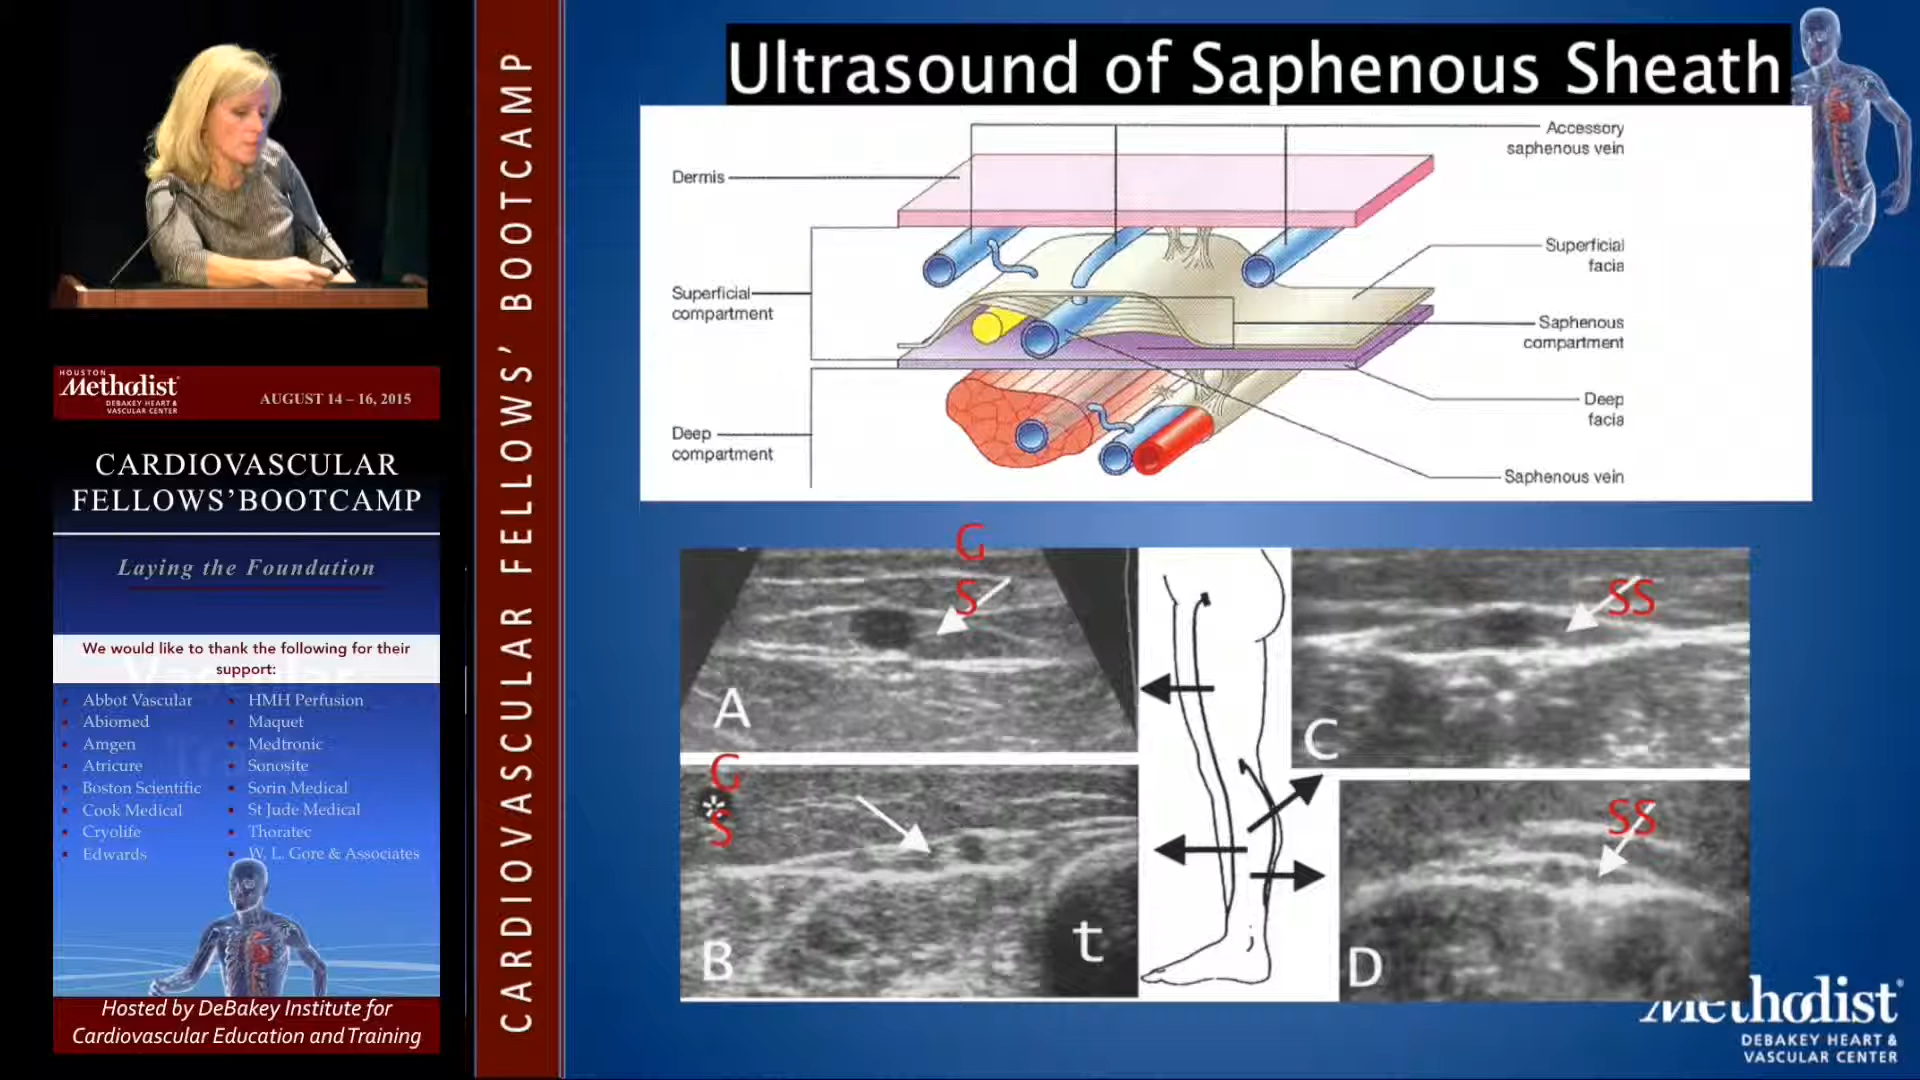 HOUSTON
Methodist
DEBAKEY HEART &
VASCULAR CENTER
AUGUST 14 – 16, 2015
CARDIOVASCULAR
FELLOWS'BOOTCAMP
Laying the Foundation
We would like to thank the following for their
support:
Abbot Vascular
Abiomed
Amgen
Atricure
Boston Scientific
Cook Medical
Cryolife
Edwards
HMH Perfusion
Maquet
Medtronic
Sonosite
Sorin Medical
St Jude Medical
Thoratec
W. L. Gore & Associates
Hosted by DeBakey Institute for
Cardiovascular Education and Training
CARDIOVASCULAR FELLOWS' BOOTCAMP
Ultrasound of Saphenous Sheath
Dermis
Superficial
compartment
Deep
compartment
Accessory
saphenous vein
Superficial
facia
Saphenous
compartment
Deep
facia
Saphenous vein
G
S
A
G
*
S
B
t
SS
C
SS
D
Methodist
DEBAKEY HEART &
VASCULAR CENTER